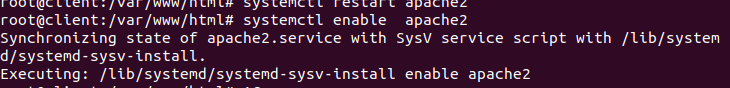 root@client:/var/www/html# systemctl restart apache2
root@client:/var/www/html# systemctl enable  apache2
Synchronizing state of apache2.service with SysV service script with /lib/system
d/systemd-sysv-install.
Executing: /lib/systemd/systemd-sysv-install enable apache2